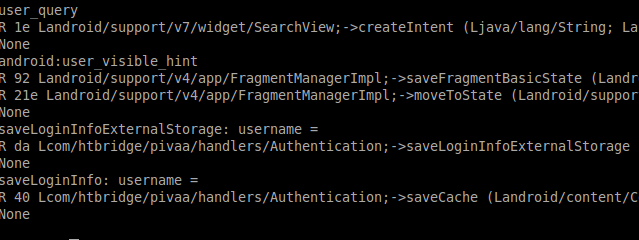 user_query
R 1e Landroid/support/v7/widget/SearchView;->createIntent (Ljava/lang/String; La
None
android:user_visible_hint
R 92 Landroid/support/v4/app/FragmentManagerImpl;->saveFragmentBasicState (Landr
R 21e Landroid/support/v4/app/FragmentManagerImpl;->moveToState (Landroid/suppor
None
saveLoginInfoExternalStorage: username =
R da Lcom/htbridge/pivaa/handlers/Authentication;->saveLoginInfoExternalStorage
None
saveLoginInfo: username =
R 40 Lcom/htbridge/pivaa/handlers/Authentication;->saveCache (Landroid/content/C
None